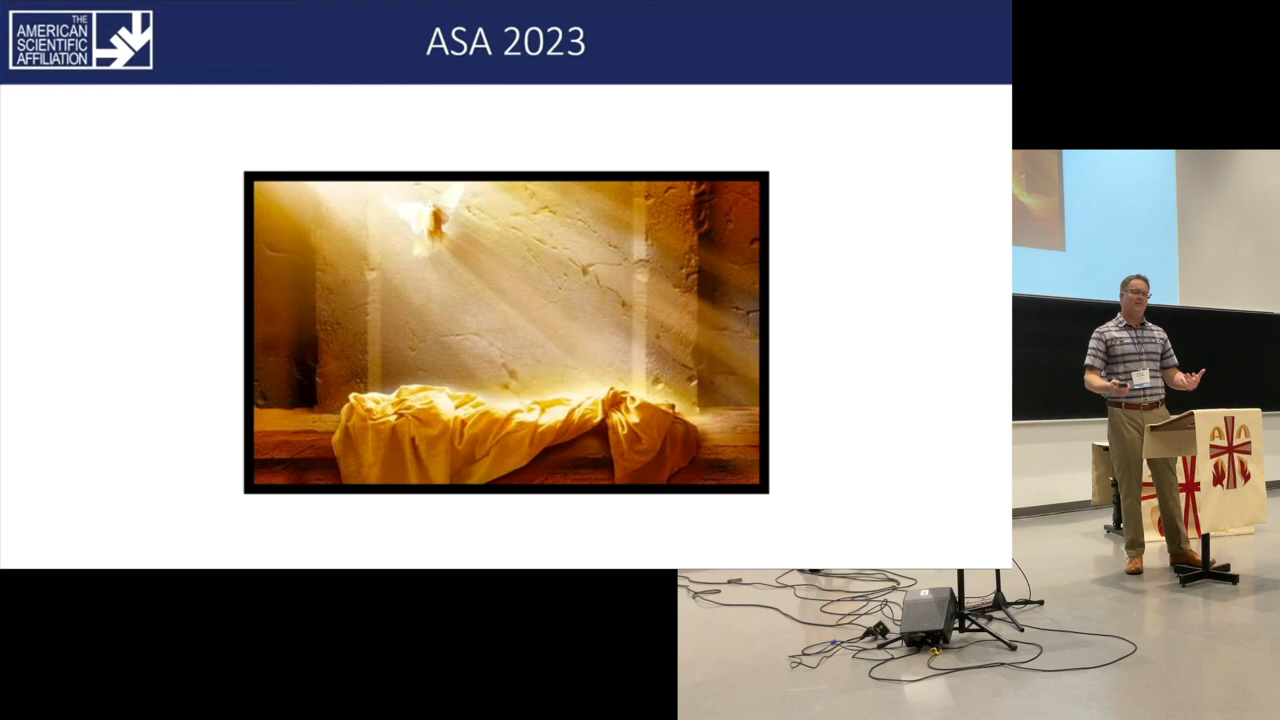 THE
AMERICAN
SCIENTIFIC
AFFILIATION
ASA 2023